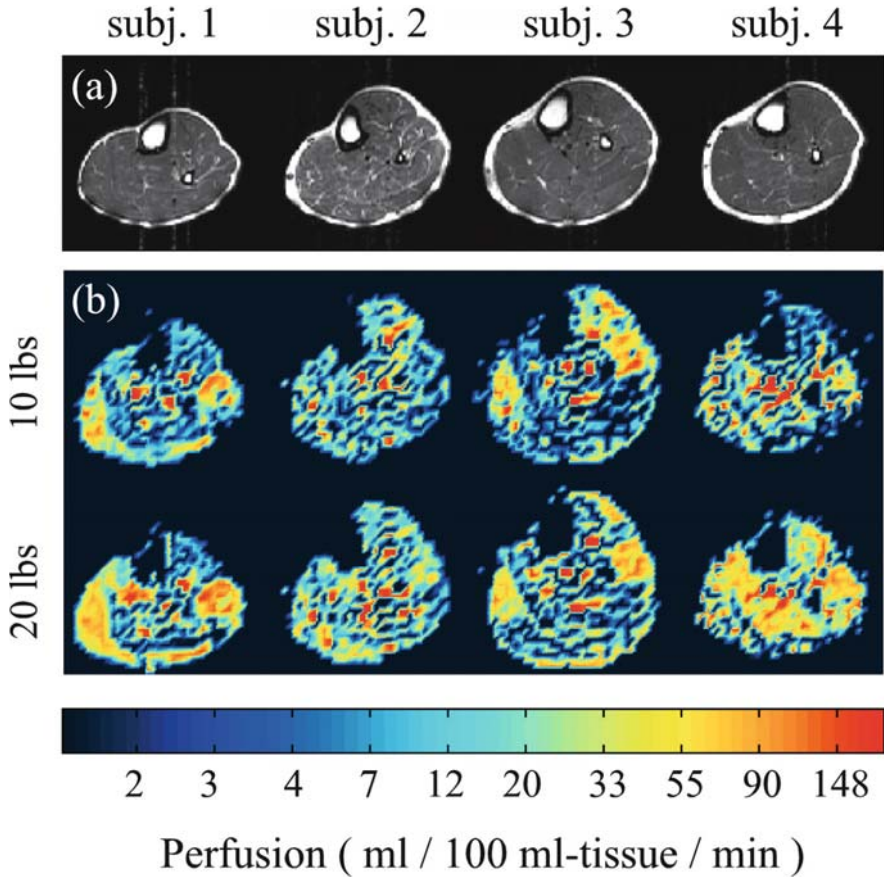 subj. 1 subj. 2 subj. 3 subj. 4
(a)
(b)
10 lbs
20 lbs
2 3 4 7 12 20 33 55 90 148
Perfusion ( ml / 100 ml-tissue / min )